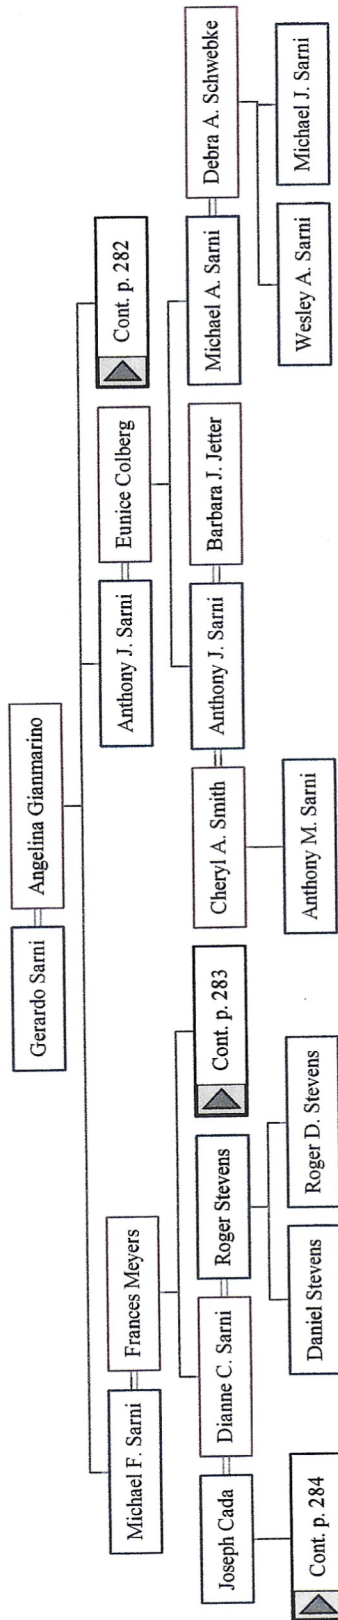 Gerardo Sarni
Angelina Gianmarino
Michael F. Sarni
Frances Meyers
Anthony J. Sarni
Eunice Colberg
Cont. p. 282
Joseph Cada
Dianne C. Sarni
Roger Stevens
Cont. p. 283
Cheryl A. Smith
Anthony J. Sarni
Barbara J. Jetter
Michael A. Sarni
Debra A. Schwebke
Cont. p. 284
Daniel Stevens
Roger D. Stevens
Anthony M. Sarni
Wesley A. Sarni
Michael J. Sarni